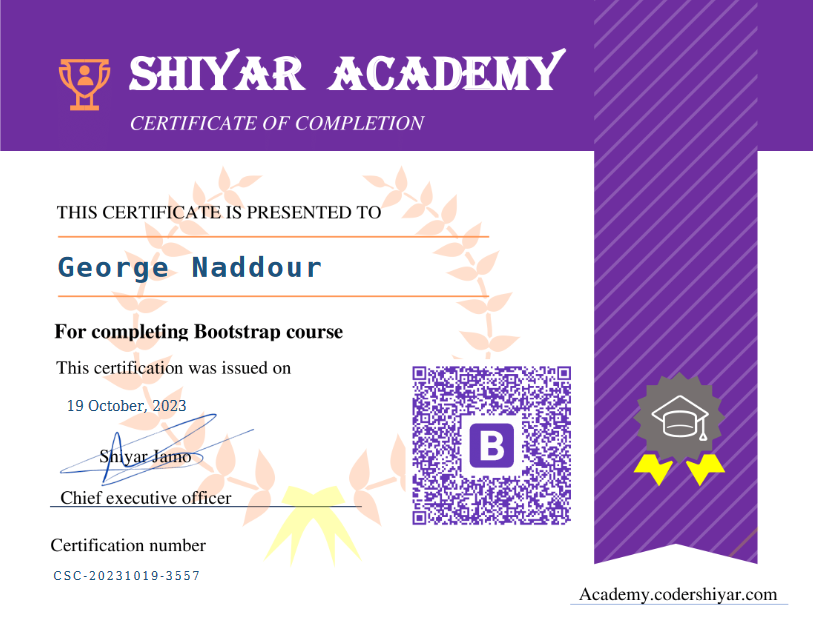 SHIYAR ACADEMY
CERTIFICATE OF COMPLETION
THIS CERTIFICATE IS PRESENTED TO
George Naddour
For completing Bootstrap course
This certification was issued on
19 October, 2023
Shiyar Jamo
Chief executive officer
B
Certification number
CSC-20231019-3557
Academy.codershiyar.com